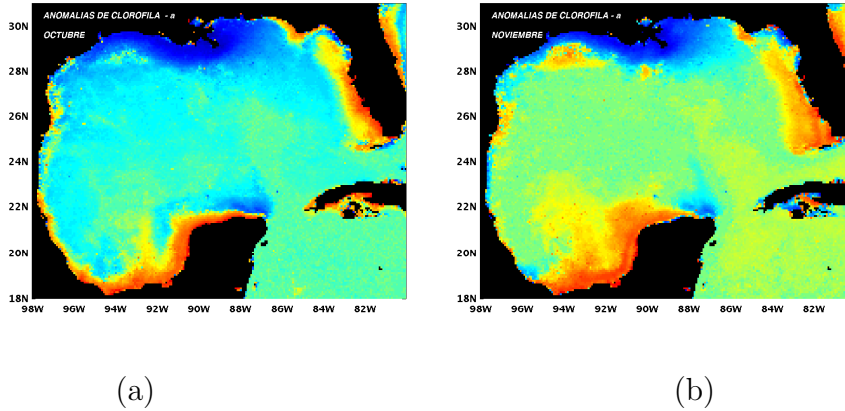 ANOMALIAS DE CLOROFILA - a
OCTUBRE
30N
28N
26N
24N
22N
20N
18N
98W 96W 94W 92W 90W 88W 86W 84W 82W
(a)
ANOMALIAS DE CLOROFILA - a
NOVIEMBRE
30N
28N
26N
24N
22N
20N
18N
98W 96W 94W 92W 90W 88W 86W 84W 82W
(b)